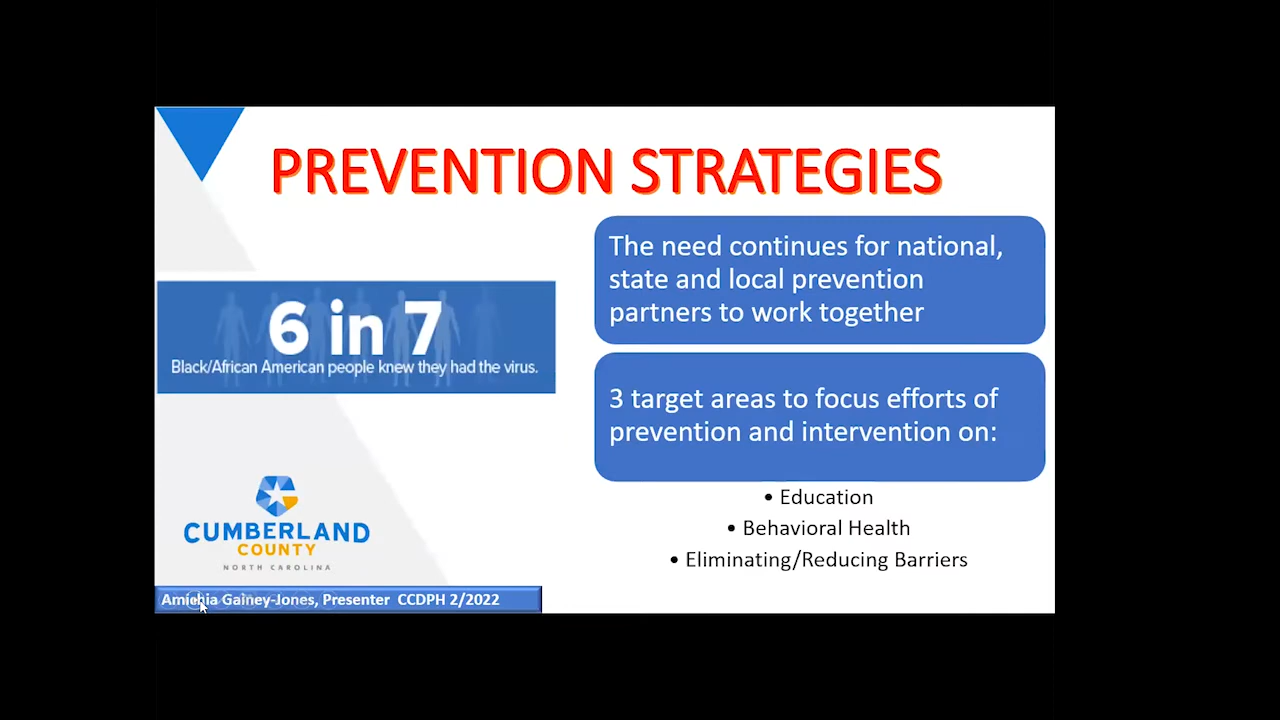 PREVENTION STRATEGIES
6 in 7
Black/African American people knew they had the virus.
The need continues for national,
state and local prevention
partners to work together
3 target areas to focus efforts of
prevention and intervention on:
• Education
• Behavioral Health
• Eliminating/Reducing Barriers
CUMBERLAND
COUNTY
NORTH CAROLINA
Gainey-Jones, Presenter CCDPH 2/2022